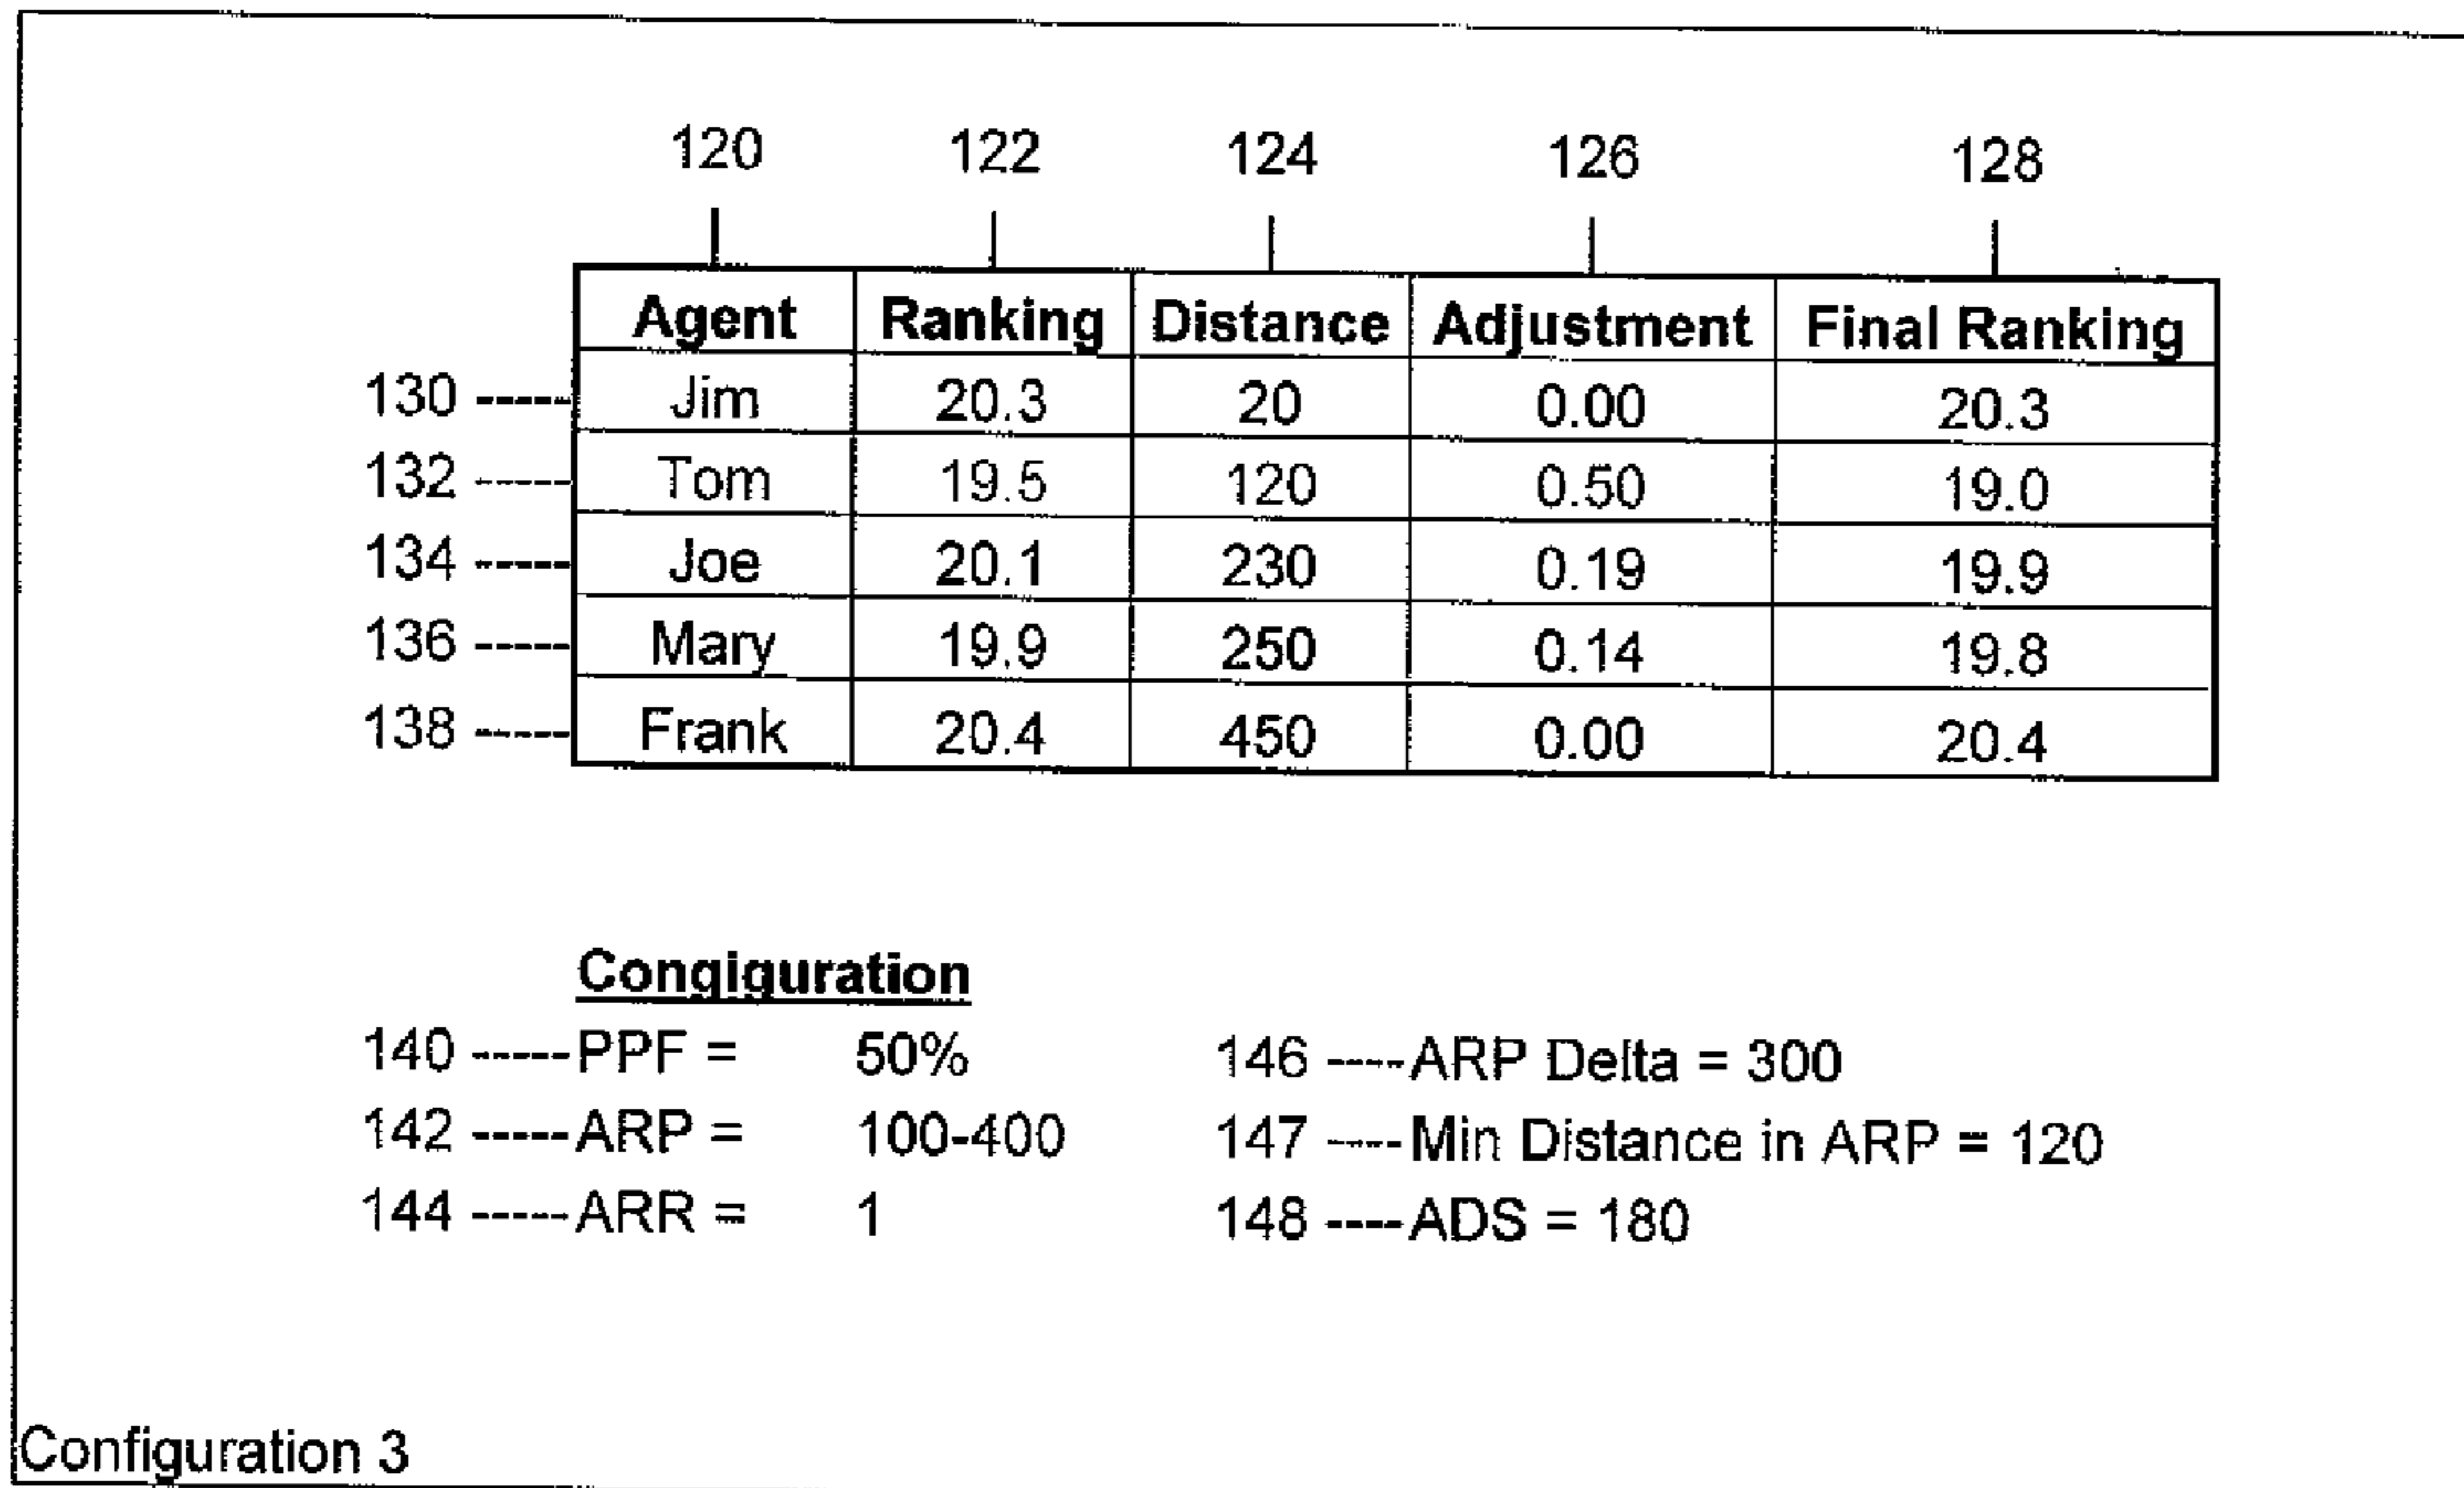 120 122 124 126 128
Agent Ranking Distance Adjustment Final Ranking
130 ----- Jim 20.3 20 0.00 20.3
132 ----- Tom 19.5 120 0.50 19.0
134 ----- Joe 20.1 230 0.19 19.9
136 ----- Mary 19.9 250 0.14 19.8
138 ----- Frank 20.4 450 0.00 20.4
Congiguration
140 ----- PPF = 50% 146 ---- ARP Delta = 300
142 ----- ARP = 100-400 147 ---- Min Distance in ARP = 120
144 ----- ARR = 1 148 ---- ADS = 180
Configuration 3